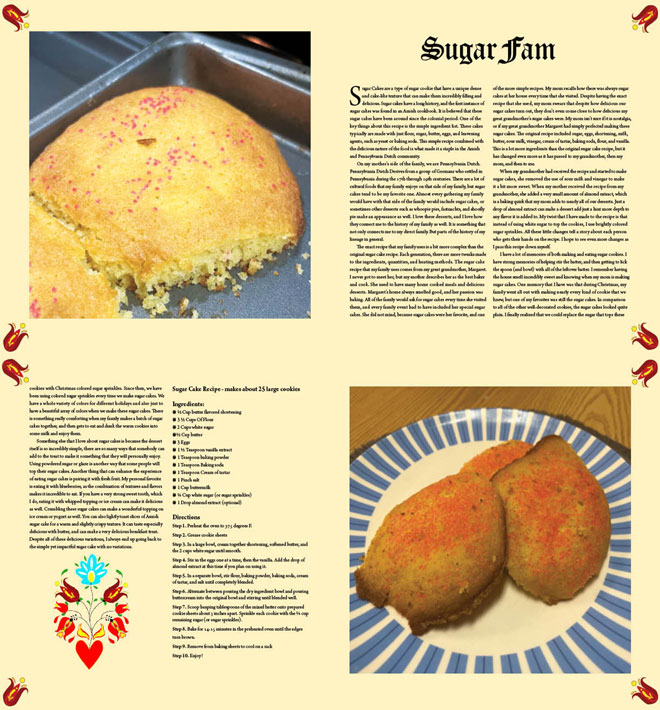 Sugar Fam
Sugar Cakes are a type of sugar cookie that have a unique dense
and cake-like texture that can make them incredibly filling and
delicious. Sugar cakes have a long history, and the first instance of
sugar cakes was found in an Amish cookbook. It is believed that these
sugar cakes have been around since the colonial period. One of the
key things about this recipe is the simple ingredient list. These cakes
typically are made with just flour, sugar, butter, eggs, and leavening
agents, such as yeast or baking soda. This simple recipe combined with
the delicious nature of the food is what made it a staple in the Amish
and Pennsylvania Dutch community.
On my mother's side of the family, we are Pennsylvania Dutch.
Pennsylvania Dutch Derives from a group of Germans who settled in
Pennsylvania during the 17th through 19th centuries. There are a lot of
cultural foods that my family enjoys on that side of my family, but sugar
cakes tend to be my favorite one. Almost every gathering my family
would have with that side of the family would include sugar cakes, or
sometimes other desserts such as whoopie pies, fastnachts, and shoofly
pie make an appearance as well. I love these desserts, and I love how
they connect me to the history of my family as well. It is something that
not only connects me to my direct family. But parts of the history of my
lineage in general.
The exact recipe that my family uses is a bit more complex than the
original sugar cake recipe. Each generation, there are more tweaks made
to the ingredients, quantities, and heating methods. The sugar cake
recipe that my family uses comes from my great grandmother, Margaret.
I never got to meet her, but my mother describes her as the best baker
and cook. She used to have many home cooked meals and delicious
desserts. Margaret's home always smelled good, and her passion was
baking. All of the family would ask for sugar cakes every time she visited
them, and every family event had to have included her special sugar
cakes. She did not mind, because sugar cakes were her favorite, and one
of the more simple recipes. My mom recalls how there was always sugar
cakes at her house every time that she visited. Despite having the exact
recipe that she used, my mom swears that despite how delicious our
sugar cakes turn out, they don't even come close to how delicious my
great grandmother's sugar were. My mom isn't sure if it is nostalgia,
or if my great grandmother Margaret had simply perfected making these
sugar cakes. The original recipe included sugar, eggs, shortening, milk,
butter, sour milk, vinegar, cream of tartar, baking soda, flour, and vanilla.
This is a lot more ingredients than the original sugar cake recipe, but it
has changed even more as it has passed to my grandmother, then my
mom, and then to me.
When my grandmother had received the recipe and started to make
sugar cakes, she removed the use of sour milk and vinegar to make
it a bit more sweet. When my mother received the recipe from my
grandmother, she added a very small amount of almond extract, which
is a baking quirk that my mom adds to nearly all of our desserts. Just a
drop of almond extract can make a dessert add just a hint more depth to
any flavor it is added to. My twist that I have made to the recipe is that
instead of using white sugar to top the cookies, I use brightly colored
sugar sprinkles. All these little changes tell a story about each person
who gets their hands on the recipe. I hope to see even more changes as
I pass this recipe down myself.
I have a lot of memories of both making and eating sugar cookies. I
have strong memories of helping stir the batter, and then getting to lick
the spoon (and bowl) with all of the leftover batter. I remember having
the house smell incredibly sweet and knowing when my mom is making
sugar cakes. One memory that I have was that during Christmas, my
family went all out with making nearly every kind of cookie that we
knew, but one of my favorites was still the sugar cakes. In comparison
to all of the other well-decorated cookies, the sugar cakes looked quite
plain. I finally realized that we could replace the sugar that tops these
cookies with Christmas colored sugar sprinkles. Since then, we have
been using colored sugar sprinkles every time we make sugar cakes. We
have a whole variety of colors for different holidays and also just to
have a beautiful array of colors when we make these sugar cakes. There
is something really comforting when my family makes a batch of sugar
cakes together, and then gets to eat and dunk the warm cookies into
some milk and enjoy them.
Something else that I love about sugar cakes is because the dessert
itself is so incredibly simple, there are so many ways that somebody can
add to the treat to make it something that they will personally enjoy.
Using powdered sugar or glaze is another way that some people will
top their sugar cakes. Another thing that can enhance the experience
of eating sugar cakes is pairing it with fresh fruit. My personal favorite
is eating it with blueberries, as the combination of textures and flavors
makes it incredible to eat. If you have a very strong sweet tooth, which
I do, eating it with whipped topping or ice cream can make it delicious
as well. Crumbling these sugar cakes can make a wonderful topping on
ice cream or yogurt as well. You can also lightly toast slices of Amish
sugar cake for a warm and slightly crispy texture. It can taste especially
delicious with butter, and can make a very delicious breakfast treat.
Despite all of these delicious variations, I always end up going back to
the simple yet impactful sugar cake with no variations.
Sugar Cake Recipe - makes about 25 large cookies
Ingredients:
¾ Cup butter flavored shortening
3 ½ Cups Of Flour
2 Cups white sugar
½ Cup butter
3 Eggs
1 ½ Teaspoon vanilla extract
1 Teaspoon baking powder
1 Teaspoon Baking soda
1 Teaspoon Cream of tartar
1 Pinch salt
1 Cup buttermilk
¼ Cup white sugar (or sugar sprinkles)
1 Drop almond extract (optional)
Directions
Step 1. Preheat the oven to 375 degrees F.
Step 2. Grease cookie sheets
Step 3. In a large bowl, cream together shortening, softened butter, and
the 2 cups white sugar until smooth.
Step 4. Stir in the eggs one at a time, then the vanilla. Add the drop of
almond extract at this time if you plan on using it.
Step 5. In a separate bowl, stir flour, baking powder, baking soda, cream
of tartar, and salt until completely blended.
Step 6. Alternate between pouring the dry ingredient bowl and pouring
buttercream into the original bowl and stirring until blended well.
Step 7. Scoop heaping tablespoons of the mixed batter onto prepared
cookie sheets about 3 inches apart. Sprinkle each cookie with the ¼ cup
remaining sugar (or sugar sprinkles).
Step 8. Bake for 14-15 minutes in the preheated oven until the edges
turn brown.
Step 9. Remove from baking sheets to cool on a rack
Step 10. Enjoy!